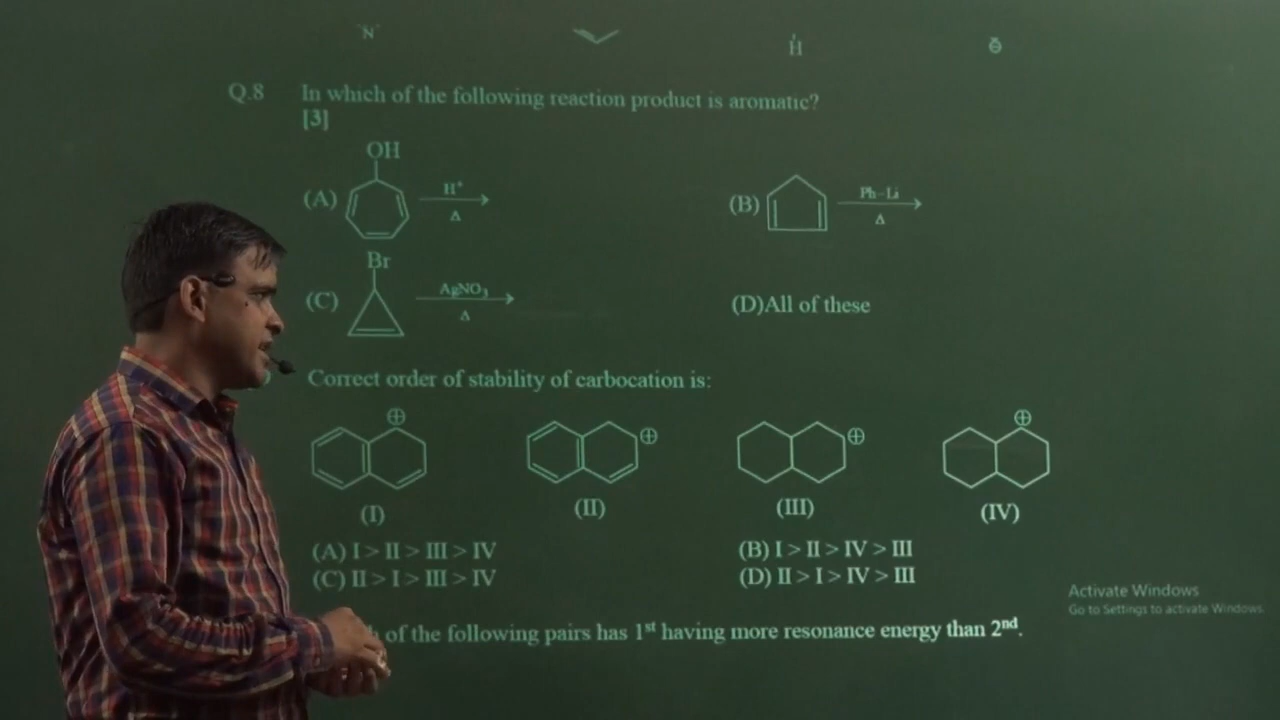 N
H
Q.8 In which of the following reaction product is aromatic?
[3]
OH
(A) H⁺ Δ
(B) Ph–Li Δ
Br
(C) AgNO₃ Δ
(D)All of these
Correct order of stability of carbocation is:
⊕ ⊕ ⊕ ⊕
(I) (II) (III) (IV)
(A) I > II > III > IV (B) I > II > IV > III
(C) II > I > III > IV (D) II > I > IV > III
of the following pairs has 1ˢᵗ having more resonance energy than 2ⁿᵈ.
Activate Windows
Go to Settings to activate Windows.